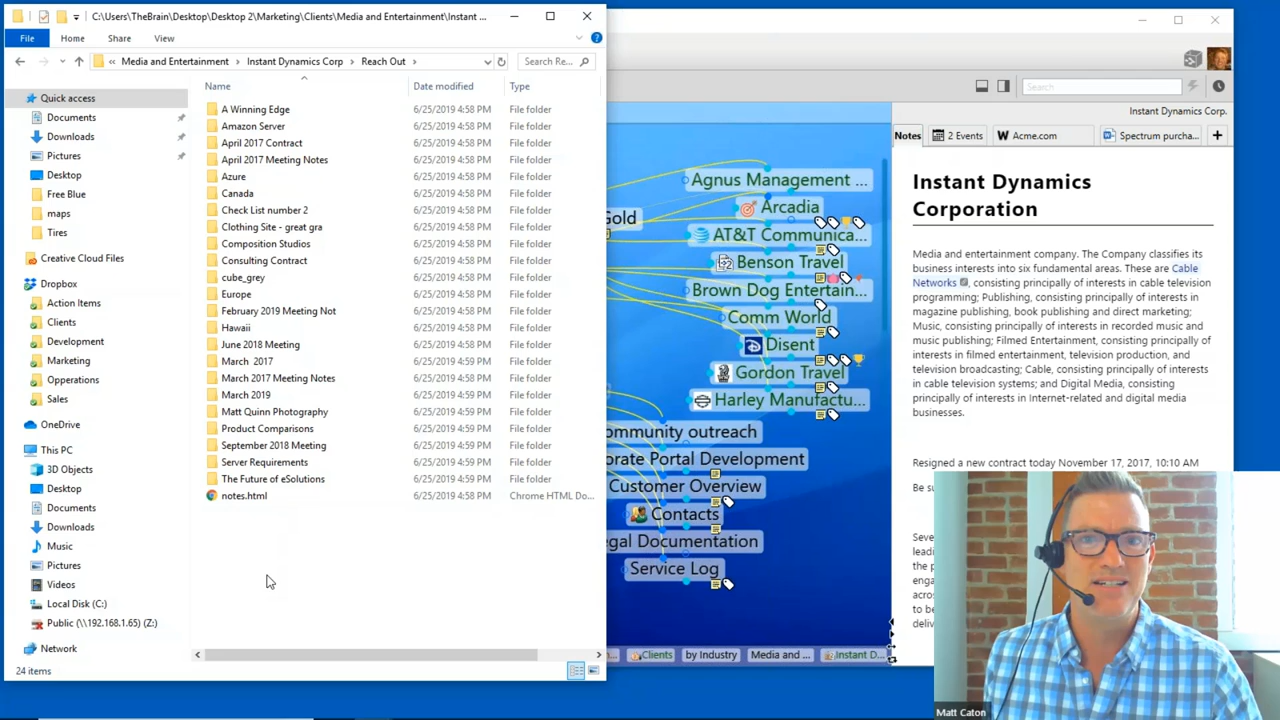 C:\Users\TheBrain\Desktop\Desktop 2\Marketing\Clients\Media and Entertainment\Instant ...
File Home Share View
Media and Entertainment Instant Dynamics Corp Reach Out Search Re...
Name Date modified Type
Quick access
Documents
Downloads
Pictures
Desktop
Free Blue
maps
Tires
Creative Cloud Files
Dropbox
Action Items
Clients
Development
Marketing
Operations
Sales
OneDrive
This PC
3D Objects
Desktop
Documents
Downloads
Music
Pictures
Videos
Local Disk (C:)
Public (\\192.168.1.65) (Z:)
Network
A Winning Edge 6/25/2019 4:58 PM File folder
Amazon Server 6/25/2019 4:58 PM File folder
April 2017 Contract 6/25/2019 4:58 PM File folder
April 2017 Meeting Notes 6/25/2019 4:58 PM File folder
Azure 6/25/2019 4:58 PM File folder
Canada 6/25/2019 4:58 PM File folder
Check List number 2 6/25/2019 4:58 PM File folder
Clothing Site - great gra 6/25/2019 4:58 PM File folder
Composition Studios 6/25/2019 4:58 PM File folder
Consulting Contract 6/25/2019 4:58 PM File folder
cube_grey 6/25/2019 4:58 PM File folder
Europe 6/25/2019 4:58 PM File folder
February 2019 Meeting Not 6/25/2019 4:58 PM File folder
Hawaii 6/25/2019 4:58 PM File folder
June 2018 Meeting 6/25/2019 4:58 PM File folder
March 2017 6/25/2019 4:58 PM File folder
March 2017 Meeting Notes 6/25/2019 4:58 PM File folder
March 2019 6/25/2019 4:58 PM File folder
Matt Quinn Photography 6/25/2019 4:59 PM File folder
Product Comparisons 6/25/2019 4:59 PM File folder
September 2018 Meeting 6/25/2019 4:59 PM File folder
Server Requirements 6/25/2019 4:59 PM File folder
The Future of eSolutions 6/25/2019 4:59 PM File folder
notes.html 6/25/2019 4:58 PM Chrome HTML Do...
24 items
Search
Instant Dynamics Corp.
Notes 2 Events Acme.com Spectrum purcha... +
Gold
Agnus Management ...
Arcadia
AT&T Communica...
Benson Travel
Brown Dog Entertain...
Comm World
Disent
Gordon Travel
Harley Manufactu...
ommunity outreach
orate Portal Development
Customer Overview
Contacts
egal Documentation
Service Log
n... Clients by Industry Media and ... Instant D...
Instant Dynamics
Corporation
Media and entertainment company. The Company classifies its
business interests into six fundamental areas. These are Cable
Networks, consisting principally of interests in cable television
programming; Publishing, consisting principally of interests in
magazine publishing, book publishing and direct marketing;
Music, consisting principally of interests in recorded music and
music publishing; Filmed Entertainment, consisting principally of
interests in filmed entertainment, television production, and
television broadcasting; Cable, consisting principally of interests
in cable television systems; and Digital Media, consisting
principally of interests in Internet-related and digital media
businesses.
Resigned a new contract today November 17, 2017, 10:10 AM
Be su
Seve
leadi
the p
enga
acro
to be
deliv
Matt Caton